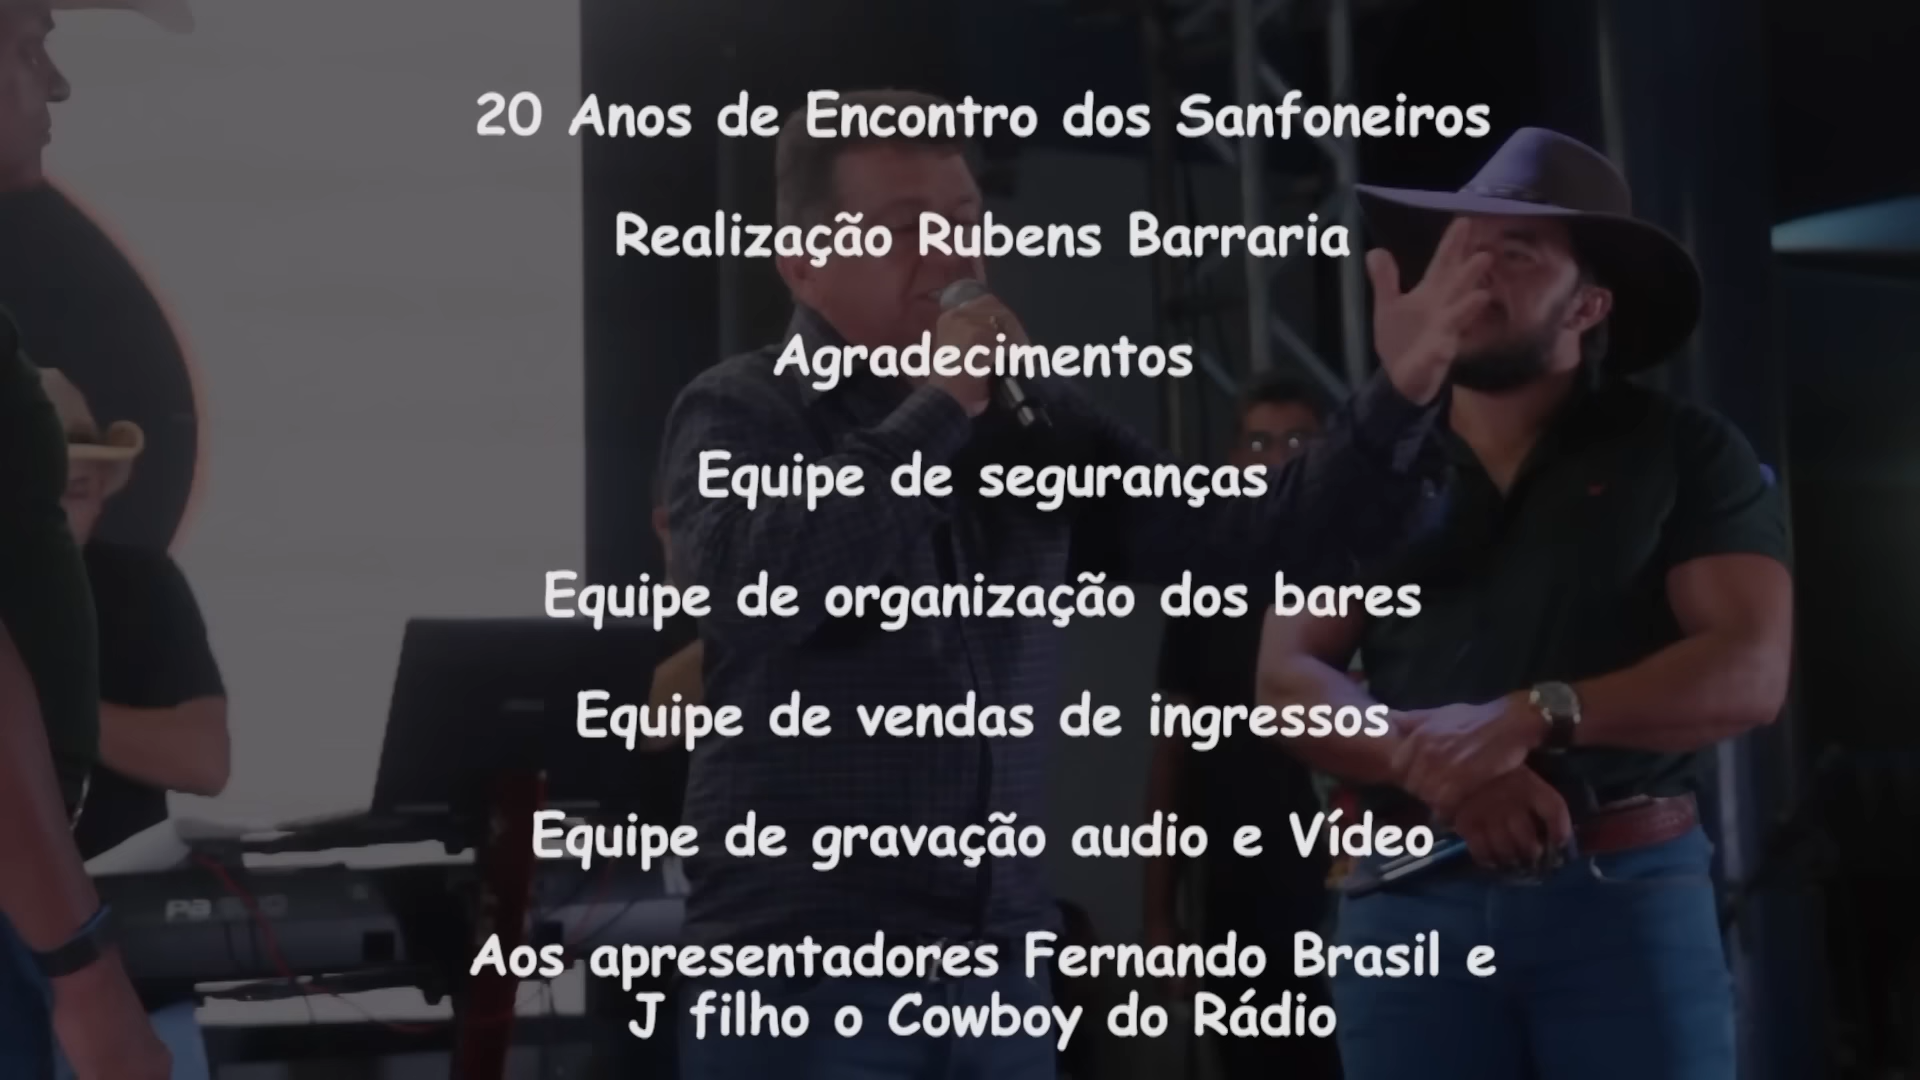 20 Anos de Encontro dos Sanfoneiros
Realização Rubens Barraria
Agradecimentos
Equipe de seguranças
Equipe de organização dos bares
Equipe de vendas de ingressos
Equipe de gravação audio e Vídeo
Aos apresentadores Fernando Brasil e
J filho o Cowboy do Rádio